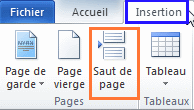 Fichier Accueil Insertion
Page de garde Page vierge Saut de page Tableau
Pages Tableaux